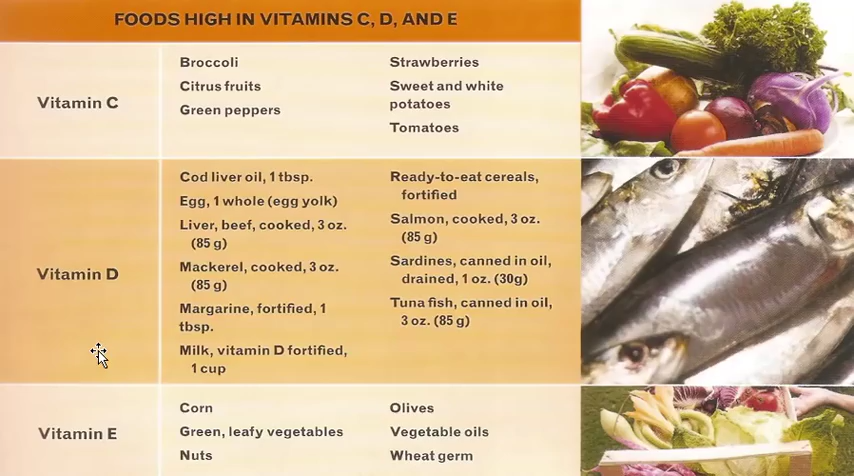 FOODS HIGH IN VITAMINS C, D, AND E
Vitamin C
Broccoli
Citrus fruits
Green peppers
Strawberries
Sweet and white
potatoes
Tomatoes
Vitamin D
Cod liver oil, 1 tbsp.
Egg, 1 whole (egg yolk)
Liver, beef, cooked, 3 oz.
(85 g)
Mackerel, cooked, 3 oz.
(85 g)
Margarine, fortified, 1
tbsp.
Milk, vitamin D fortified,
1 cup
Ready-to-eat cereals,
fortified
Salmon, cooked, 3 oz.
(85 g)
Sardines, canned in oil,
drained, 1 oz. (30g)
Tuna fish, canned in oil,
3 oz. (85 g)
Vitamin E
Corn
Green, leafy vegetables
Nuts
Olives
Vegetable oils
Wheat germ